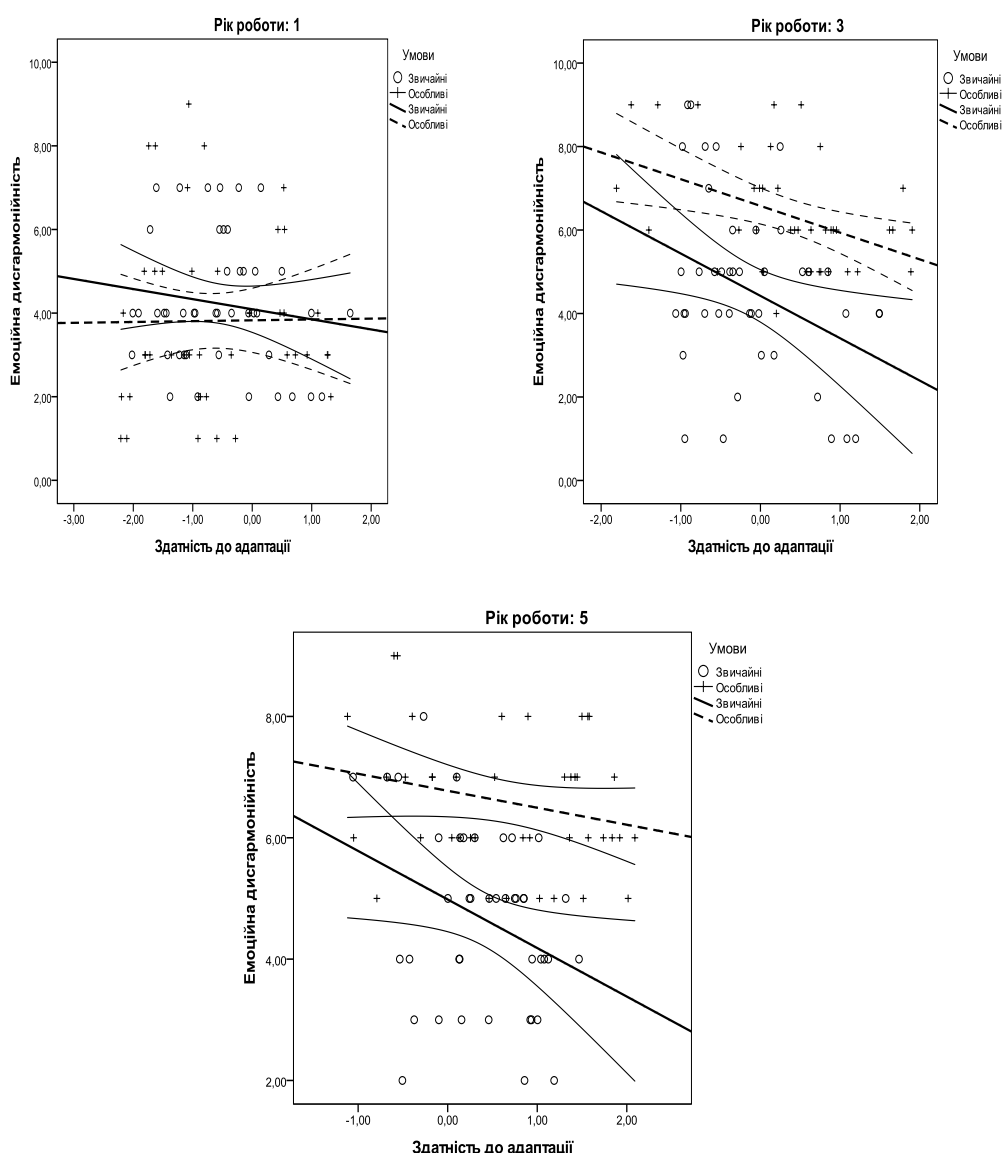 Рік роботи: 1
Умови
Звичайні
Особливі
Звичайні
Особливі
10,00
8,00
6,00
4,00
2,00
0,00
Емоційна дисгармонійність
-3,00 -2,00 -1,00 0,00 1,00 2,00
Здатність до адаптації
Рік роботи: 3
Умови
Звичайні
Особливі
Звичайні
Особливі
10,00
8,00
6,00
4,00
2,00
0,00
Емоційна дисгармонійність
-2,00 -1,00 0,00 1,00 2,00
Здатність до адаптації
Рік роботи: 5
Умови
Звичайні
Особливі
Звичайні
Особливі
8,00
6,00
4,00
2,00
Емоційна дисгармонійність
-1,00 0,00 1,00 2,00
Здатність до адаптації